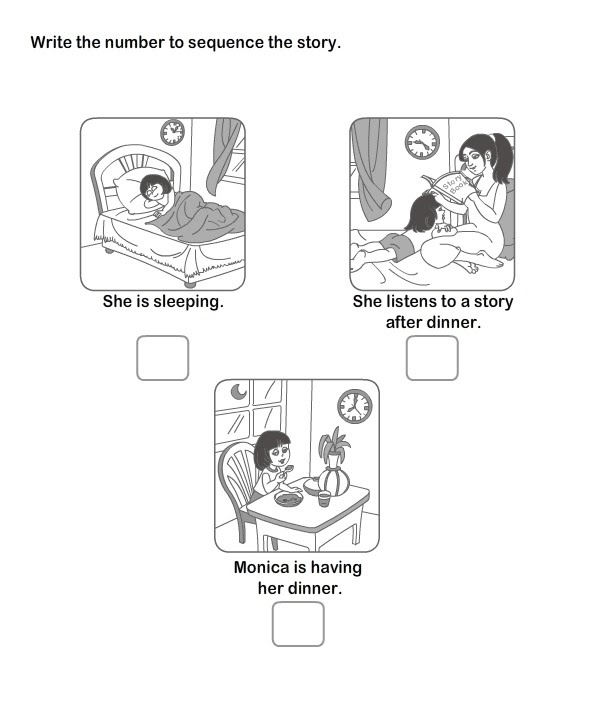 Write the number to sequence the story.
Story
Book
She is sleeping.
She listens to a story
after dinner.
Monica is having
her dinner.